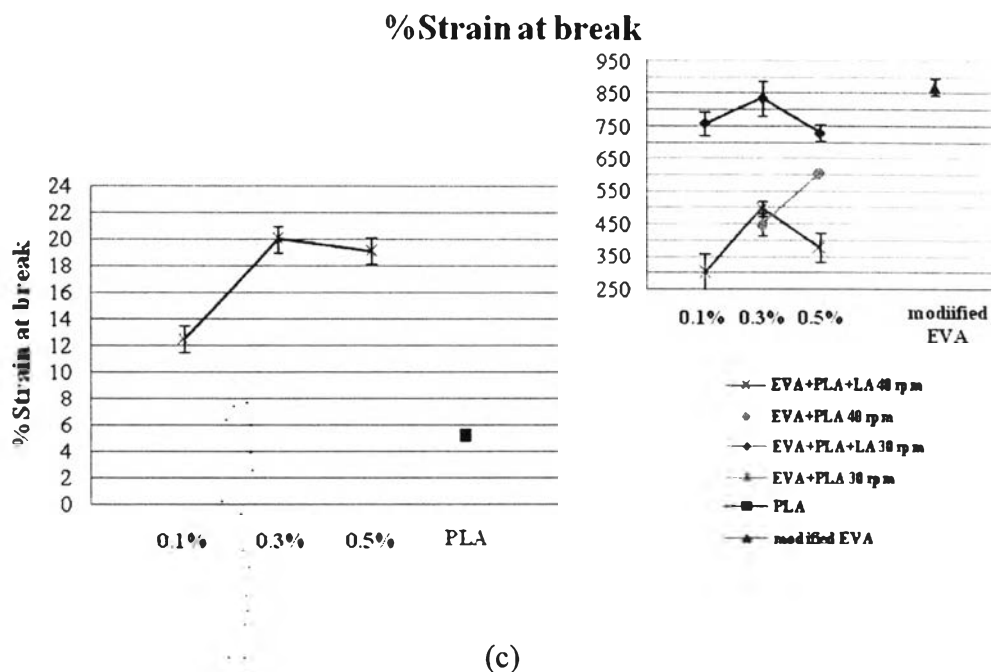 %Strain at break
%Strain at break
24
22
20
18
16
14
12
10
8
6
4
2
0
0.1%
0.3%
0.5%
PLA
950
850
750
650
550
450
350
250
0.1%
0.3%
0.5%
modiified
EVA
EVA+PLA+LA 40 rpm
EVA+PLA 40 rpm
EVA+PLA+LA 30 rpm
EVA+PLA 30 rpm
PLA
modified EVA
(c)